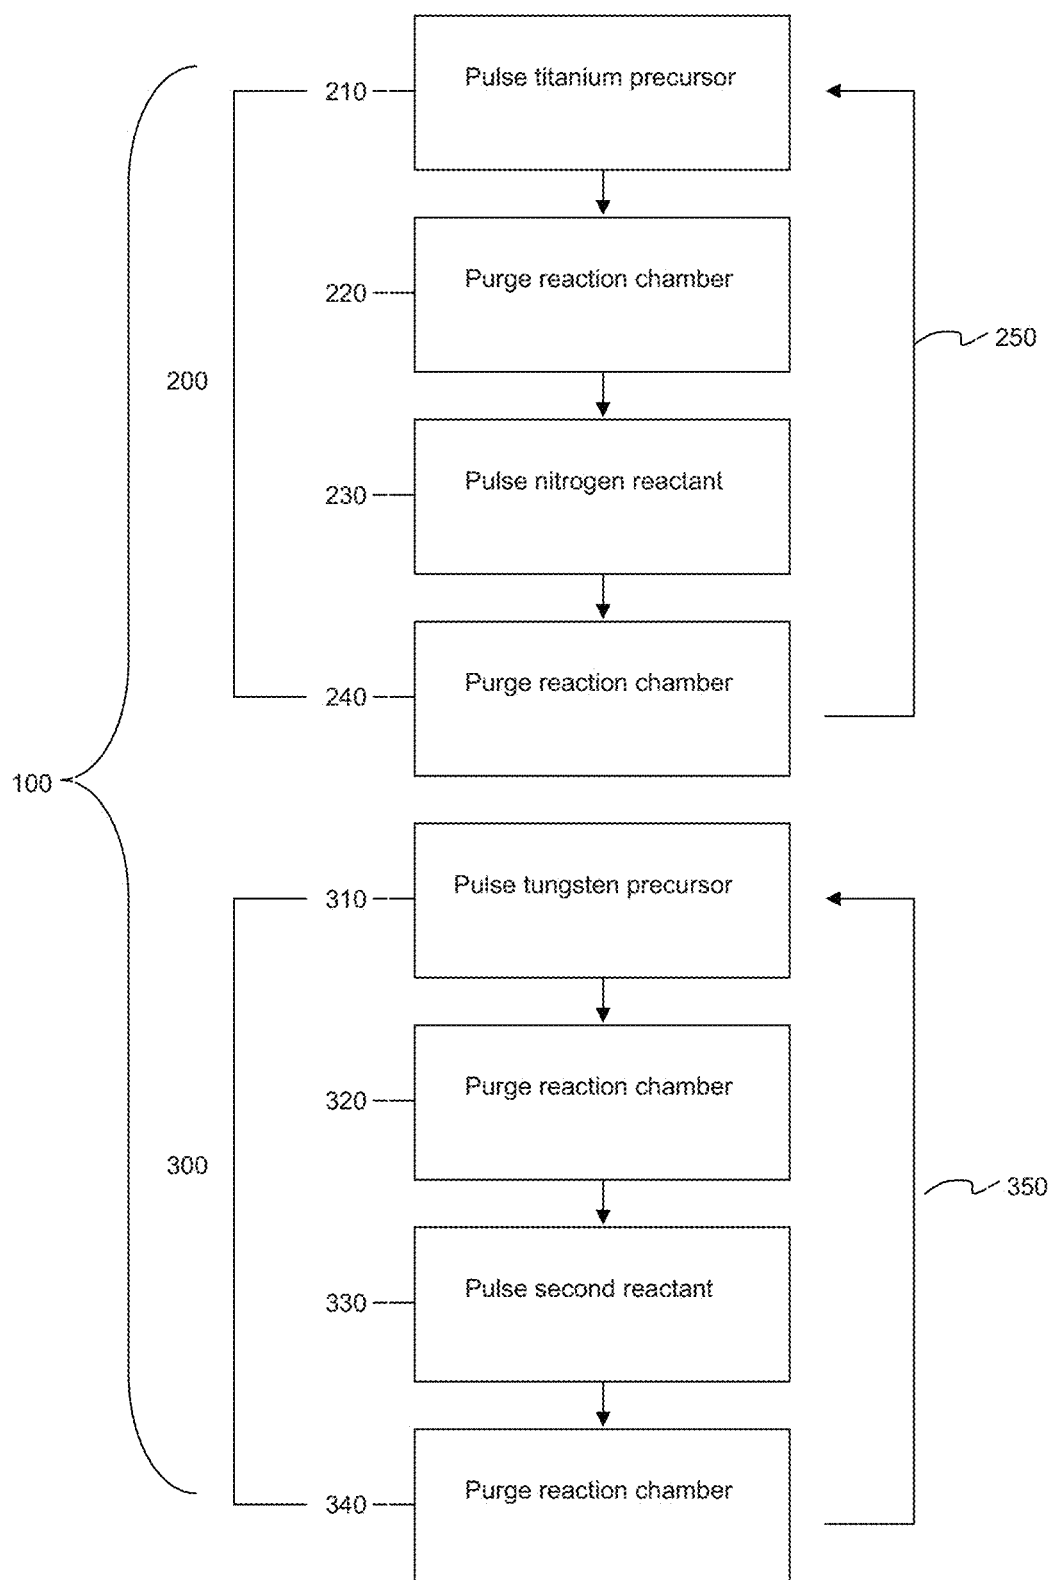 Pulse titanium precursor
210
Purge reaction chamber
220
250
200
Pulse nitrogen reactant
230
Purge reaction chamber
240
100
Pulse tungsten precursor
310
Purge reaction chamber
320
300
350
Pulse second reactant
330
Purge reaction chamber
340